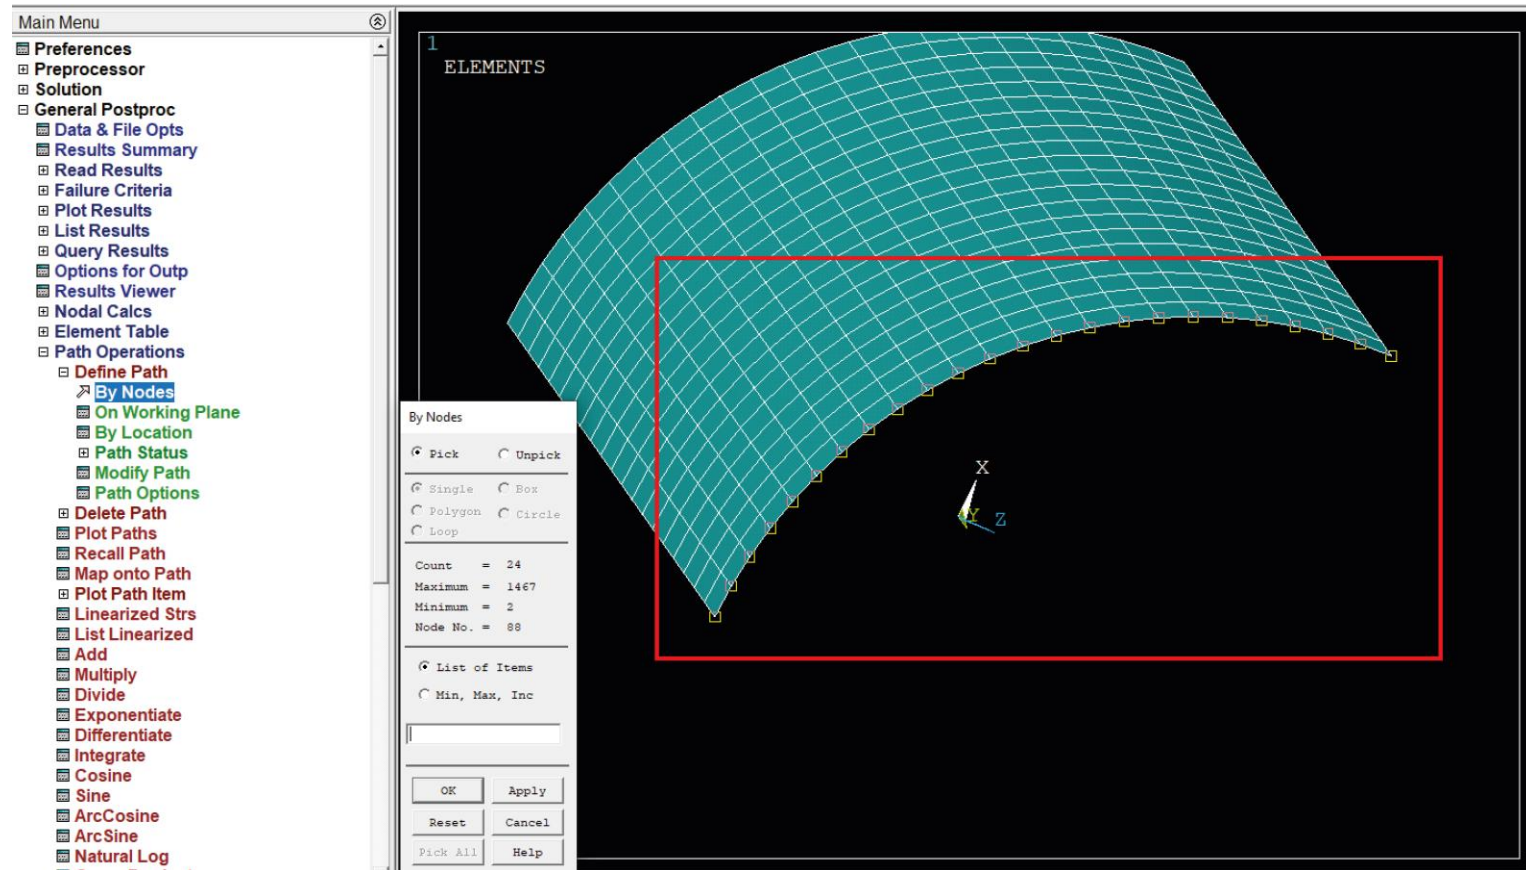 Main Menu
Preferences
Preprocessor
Solution
General Postproc
Data & File Opts
Results Summary
Read Results
Failure Criteria
Plot Results
List Results
Query Results
Options for Outp
Results Viewer
Nodal Calcs
Element Table
Path Operations
Define Path
By Nodes
On Working Plane
By Location
Path Status
Modify Path
Path Options
Delete Path
Plot Paths
Recall Path
Map onto Path
Plot Path Item
Linearized Strs
List Linearized
Add
Multiply
Divide
Exponentiate
Differentiate
Integrate
Cosine
Sine
ArcCosine
ArcSine
Natural Log
1
ELEMENTS
X
Y
Z
By Nodes
Pick Unpick
Single Box
Polygon Circle
Loop
Count = 24
Maximum = 1467
Minimum = 2
Node No. = 88
List of Items
Min, Max, Inc
OK Apply
Reset Cancel
Pick All Help